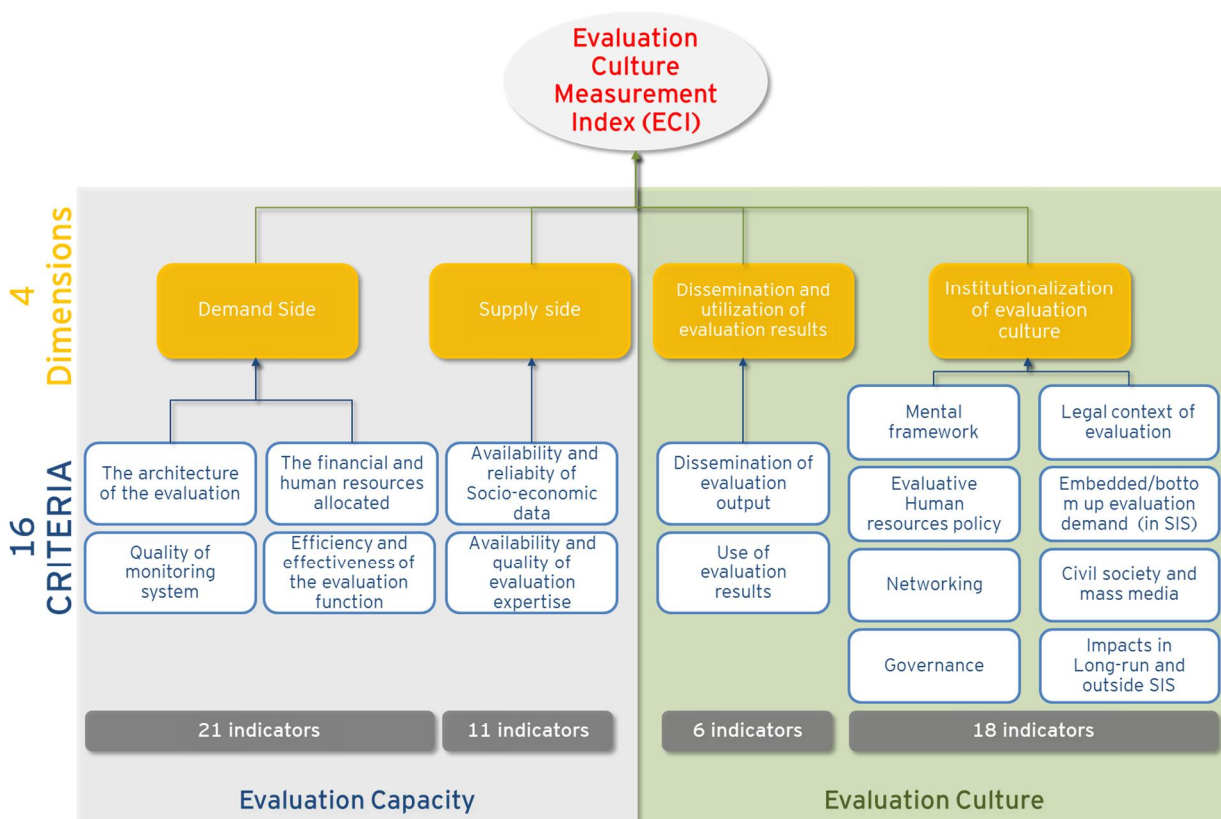 Evaluation
Culture
Measurement
Index (ECI)
4
Dimensions
Demand Side
Supply side
Dissemination and
utilization of
evaluation results
Institutionalization
of evaluation
culture
16
CRITERIA
The architecture
of the evaluation
The financial and
human resources
allocated
Quality of
monitoring
system
Efficiency and
effectiveness of
the evaluation
function
Availability and
reliabity of
Socio-economic
data
Availability and
quality of
evaluation
expertise
Dissemination of
evaluation
output
Use of
evaluation
results
Mental
framework
Legal context of
evaluation
Evaluative
Human
resources policy
Embedded/botto
m up evaluation
demand (in SIS)
Networking
Civil society and
mass media
Governance
Impacts in
Long-run and
outside SIS
21 indicators
11 indicators
6 indicators
18 indicators
Evaluation Capacity
Evaluation Culture